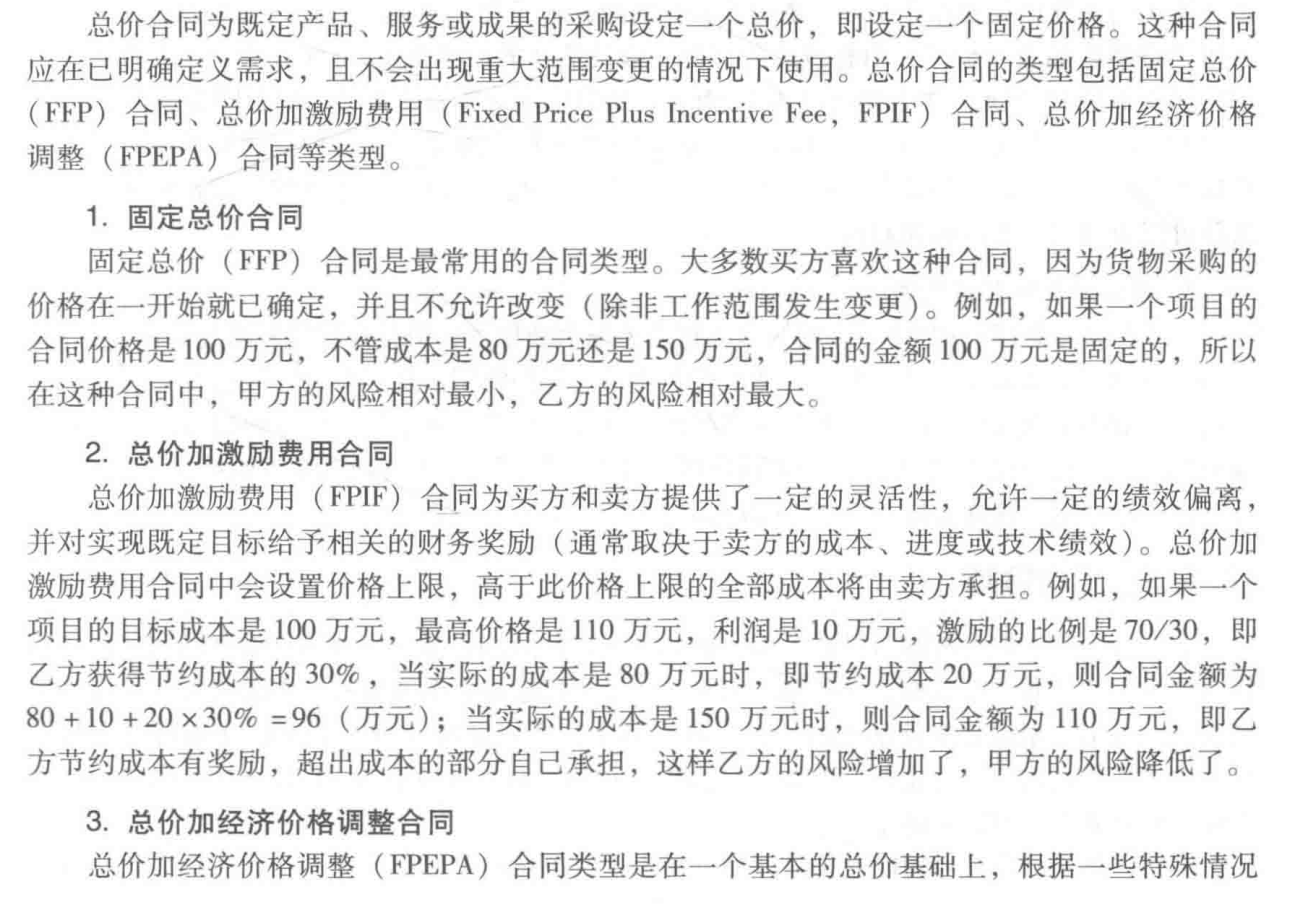 总价合同为既定产品、服务或成果的采购设定一个总价，即设定一个固定价格。这种合同
应在已明确定义需求，且不会出现重大范围变更的情况下使用。总价合同的类型包括固定总价
（FFP）合同、总价加激励费用（Fixed Price Plus Incentive Fee，FPIF）合同、总价加经济价格
调整（FPEPA）合同等类型。
1. 固定总价合同
固定总价（FFP）合同是最常用的合同类型。大多数买方喜欢这种合同，因为货物采购的
价格在一开始就已确定，并且不允许改变（除非工作范围发生变更）。例如，如果一个项目的
合同价格是100 万元，不管成本是80 万元还是150 万元，合同的金额100 万元是固定的，所以
在这种合同中，甲方的风险相对最小，乙方的风险相对最大。
2. 总价加激励费用合同
总价加激励费用（FPIF）合同为买方和卖方提供了一定的灵活性，允许一定的绩效偏离，
并对实现既定目标给予相关的财务奖励（通常取决于卖方的成本、进度或技术绩效）。总价加
激励费用合同中会设置价格上限，高于此价格上限的全部成本将由卖方承担。例如，如果一个
项目的目标成本是100 万元，最高价格是110 万元，利润是10 万元，激励的比例是70/30，即
乙方获得节约成本的30%，当实际的成本是80 万元时，即节约成本20 万元，则合同金额为
80 + 10 + 20 × 30% = 96（万元）；当实际的成本是150 万元时，则合同金额为110 万元，即乙
方节约成本有奖励，超出成本的部分自己承担，这样乙方的风险增加了，甲方的风险降低了。
3. 总价加经济价格调整合同
总价加经济价格调整（FPEPA）合同类型是在一个基本的总价基础上，根据一些特殊情况